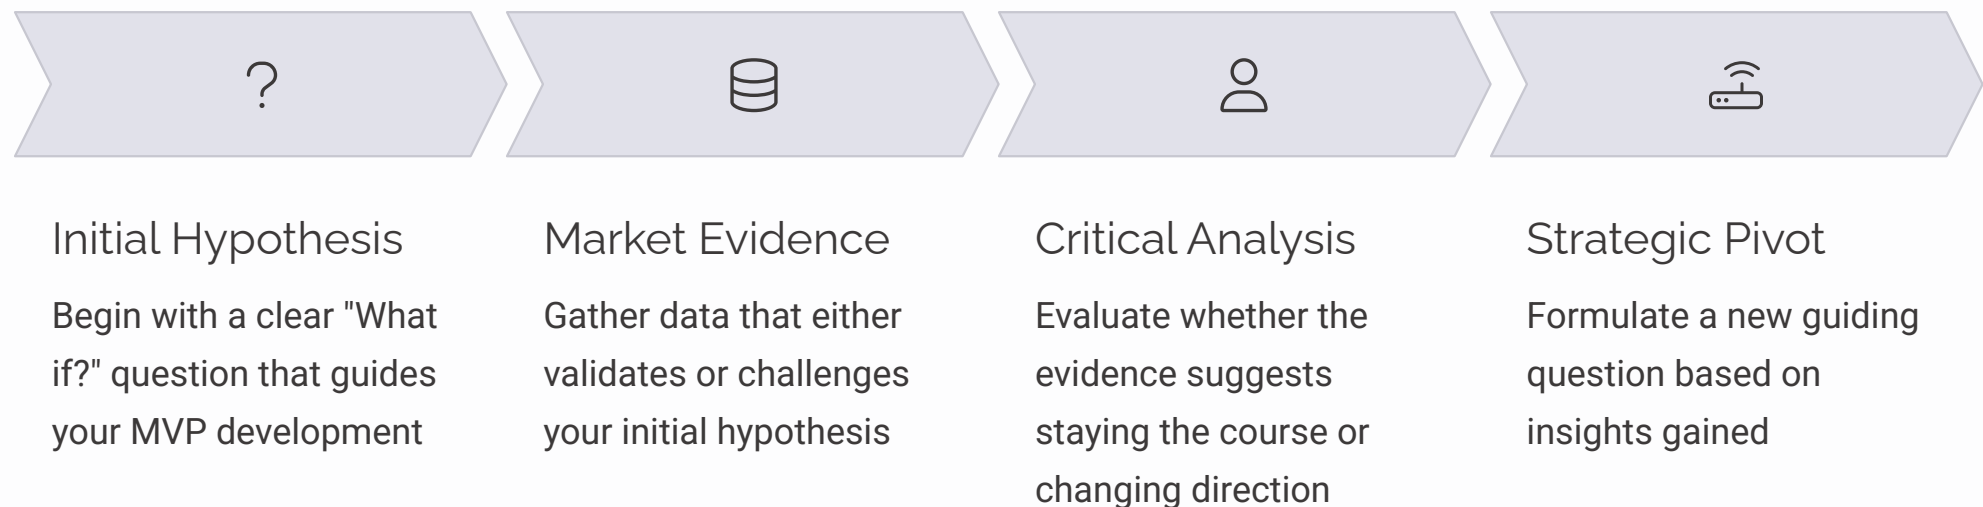 Initial Hypothesis
Begin with a clear "What
if?" question that guides
your MVP development
Market Evidence
Gather data that either
validates or challenges
your initial hypothesis
Critical Analysis
Evaluate whether the
evidence suggests
staying the course or
changing direction
Strategic Pivot
Formulate a new guiding
question based on
insights gained